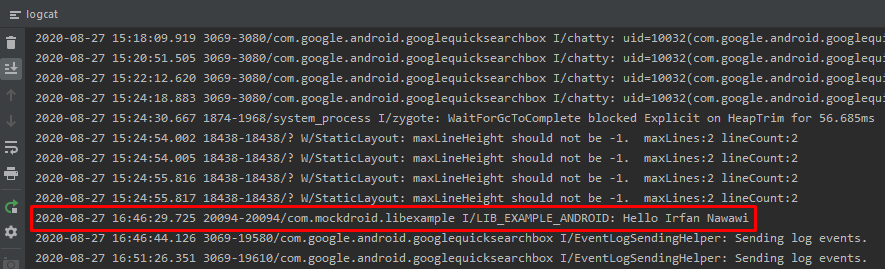 logcat
2020-08-27 15:18:09.919 3069-3080/com.google.android.googlequicksearchbox I/chatty: uid=10032(com.google.android.googlequi
2020-08-27 15:20:51.505 3069-3080/com.google.android.googlequicksearchbox I/chatty: uid=10032(com.google.android.googlequi
2020-08-27 15:22:12.620 3069-3080/com.google.android.googlequicksearchbox I/chatty: uid=10032(com.google.android.googlequi
2020-08-27 15:24:18.883 3069-3080/com.google.android.googlequicksearchbox I/chatty: uid=10032(com.google.android.googlequi
2020-08-27 15:24:30.667 1874-1968/system_process I/zygote: WaitForGcToComplete blocked Explicit on HeapTrim for 56.685ms
2020-08-27 15:24:54.002 18438-18438/? W/StaticLayout: maxLineHeight should not be -1.  maxLines:2 lineCount:2
2020-08-27 15:24:54.005 18438-18438/? W/StaticLayout: maxLineHeight should not be -1.  maxLines:2 lineCount:2
2020-08-27 15:24:55.816 18438-18438/? W/StaticLayout: maxLineHeight should not be -1.  maxLines:2 lineCount:2
2020-08-27 15:24:55.817 18438-18438/? W/StaticLayout: maxLineHeight should not be -1.  maxLines:2 lineCount:2
2020-08-27 16:46:29.725 20094-20094/com.mockdroid.libexample I/LIB_EXAMPLE_ANDROID: Hello Irfan Nawawi
2020-08-27 16:46:44.126 3069-19580/com.google.android.googlequicksearchbox I/EventLogSendingHelper: Sending log events.
2020-08-27 16:51:26.351 3069-19610/com.google.android.googlequicksearchbox I/EventLogSendingHelper: Sending log events.